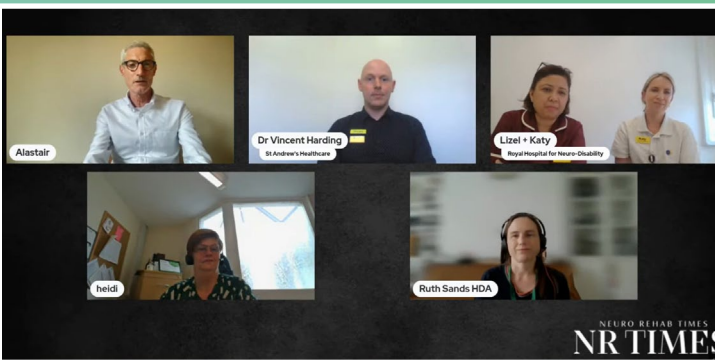 Alastair
Dr Vincent Harding
St Andrew's Healthcare
Lizel + Katy
Royal Hospital for Neuro-Disability
heidi
Ruth Sands HDA
NEURO REHAB TIMES
NR TIMES